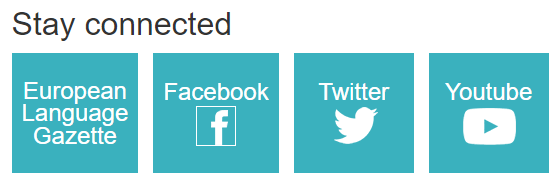 Stay connected
European
Language
Gazette
Facebook
Twitter
Youtube